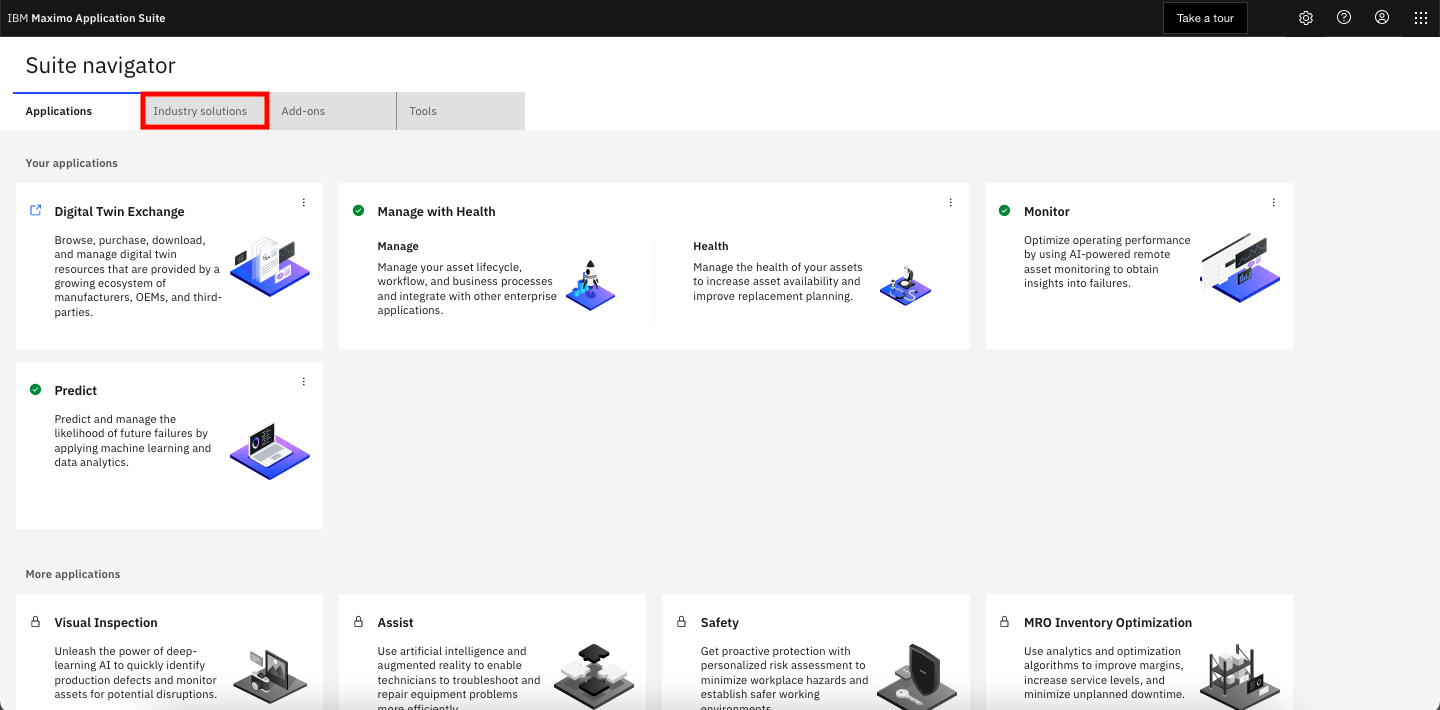 IBM Maximo Application Suite
Take a tour
Suite navigator
Applications
Industry solutions
Add-ons
Tools
Your applications
Digital Twin Exchange
Browse, purchase, download,
and manage digital twin
resources that are provided by a
growing ecosystem of
manufacturers, OEMs, and third-
parties.
Manage with Health
Manage
Manage your asset lifecycle,
workflow, and business processes
and integrate with other enterprise
applications.
Health
Manage the health of your assets
to increase asset availability and
improve replacement planning.
Monitor
Optimize operating performance
by using AI-powered remote
asset monitoring to obtain
insights into failures.
Predict
Predict and manage the
likelihood of future failures by
applying machine learning and
data analytics.
More applications
Visual Inspection
Unleash the power of deep-
learning AI to quickly identify
production defects and monitor
assets for potential disruptions.
Assist
Use artificial intelligence and
augmented reality to enable
technicians to troubleshoot and
repair equipment problems
more efficiently.
Safety
Get proactive protection with
personalized risk assessment to
minimize workplace hazards and
establish safer working
environments.
MRO Inventory Optimization
Use analytics and optimization
algorithms to improve margins,
increase service levels, and
minimize unplanned downtime.